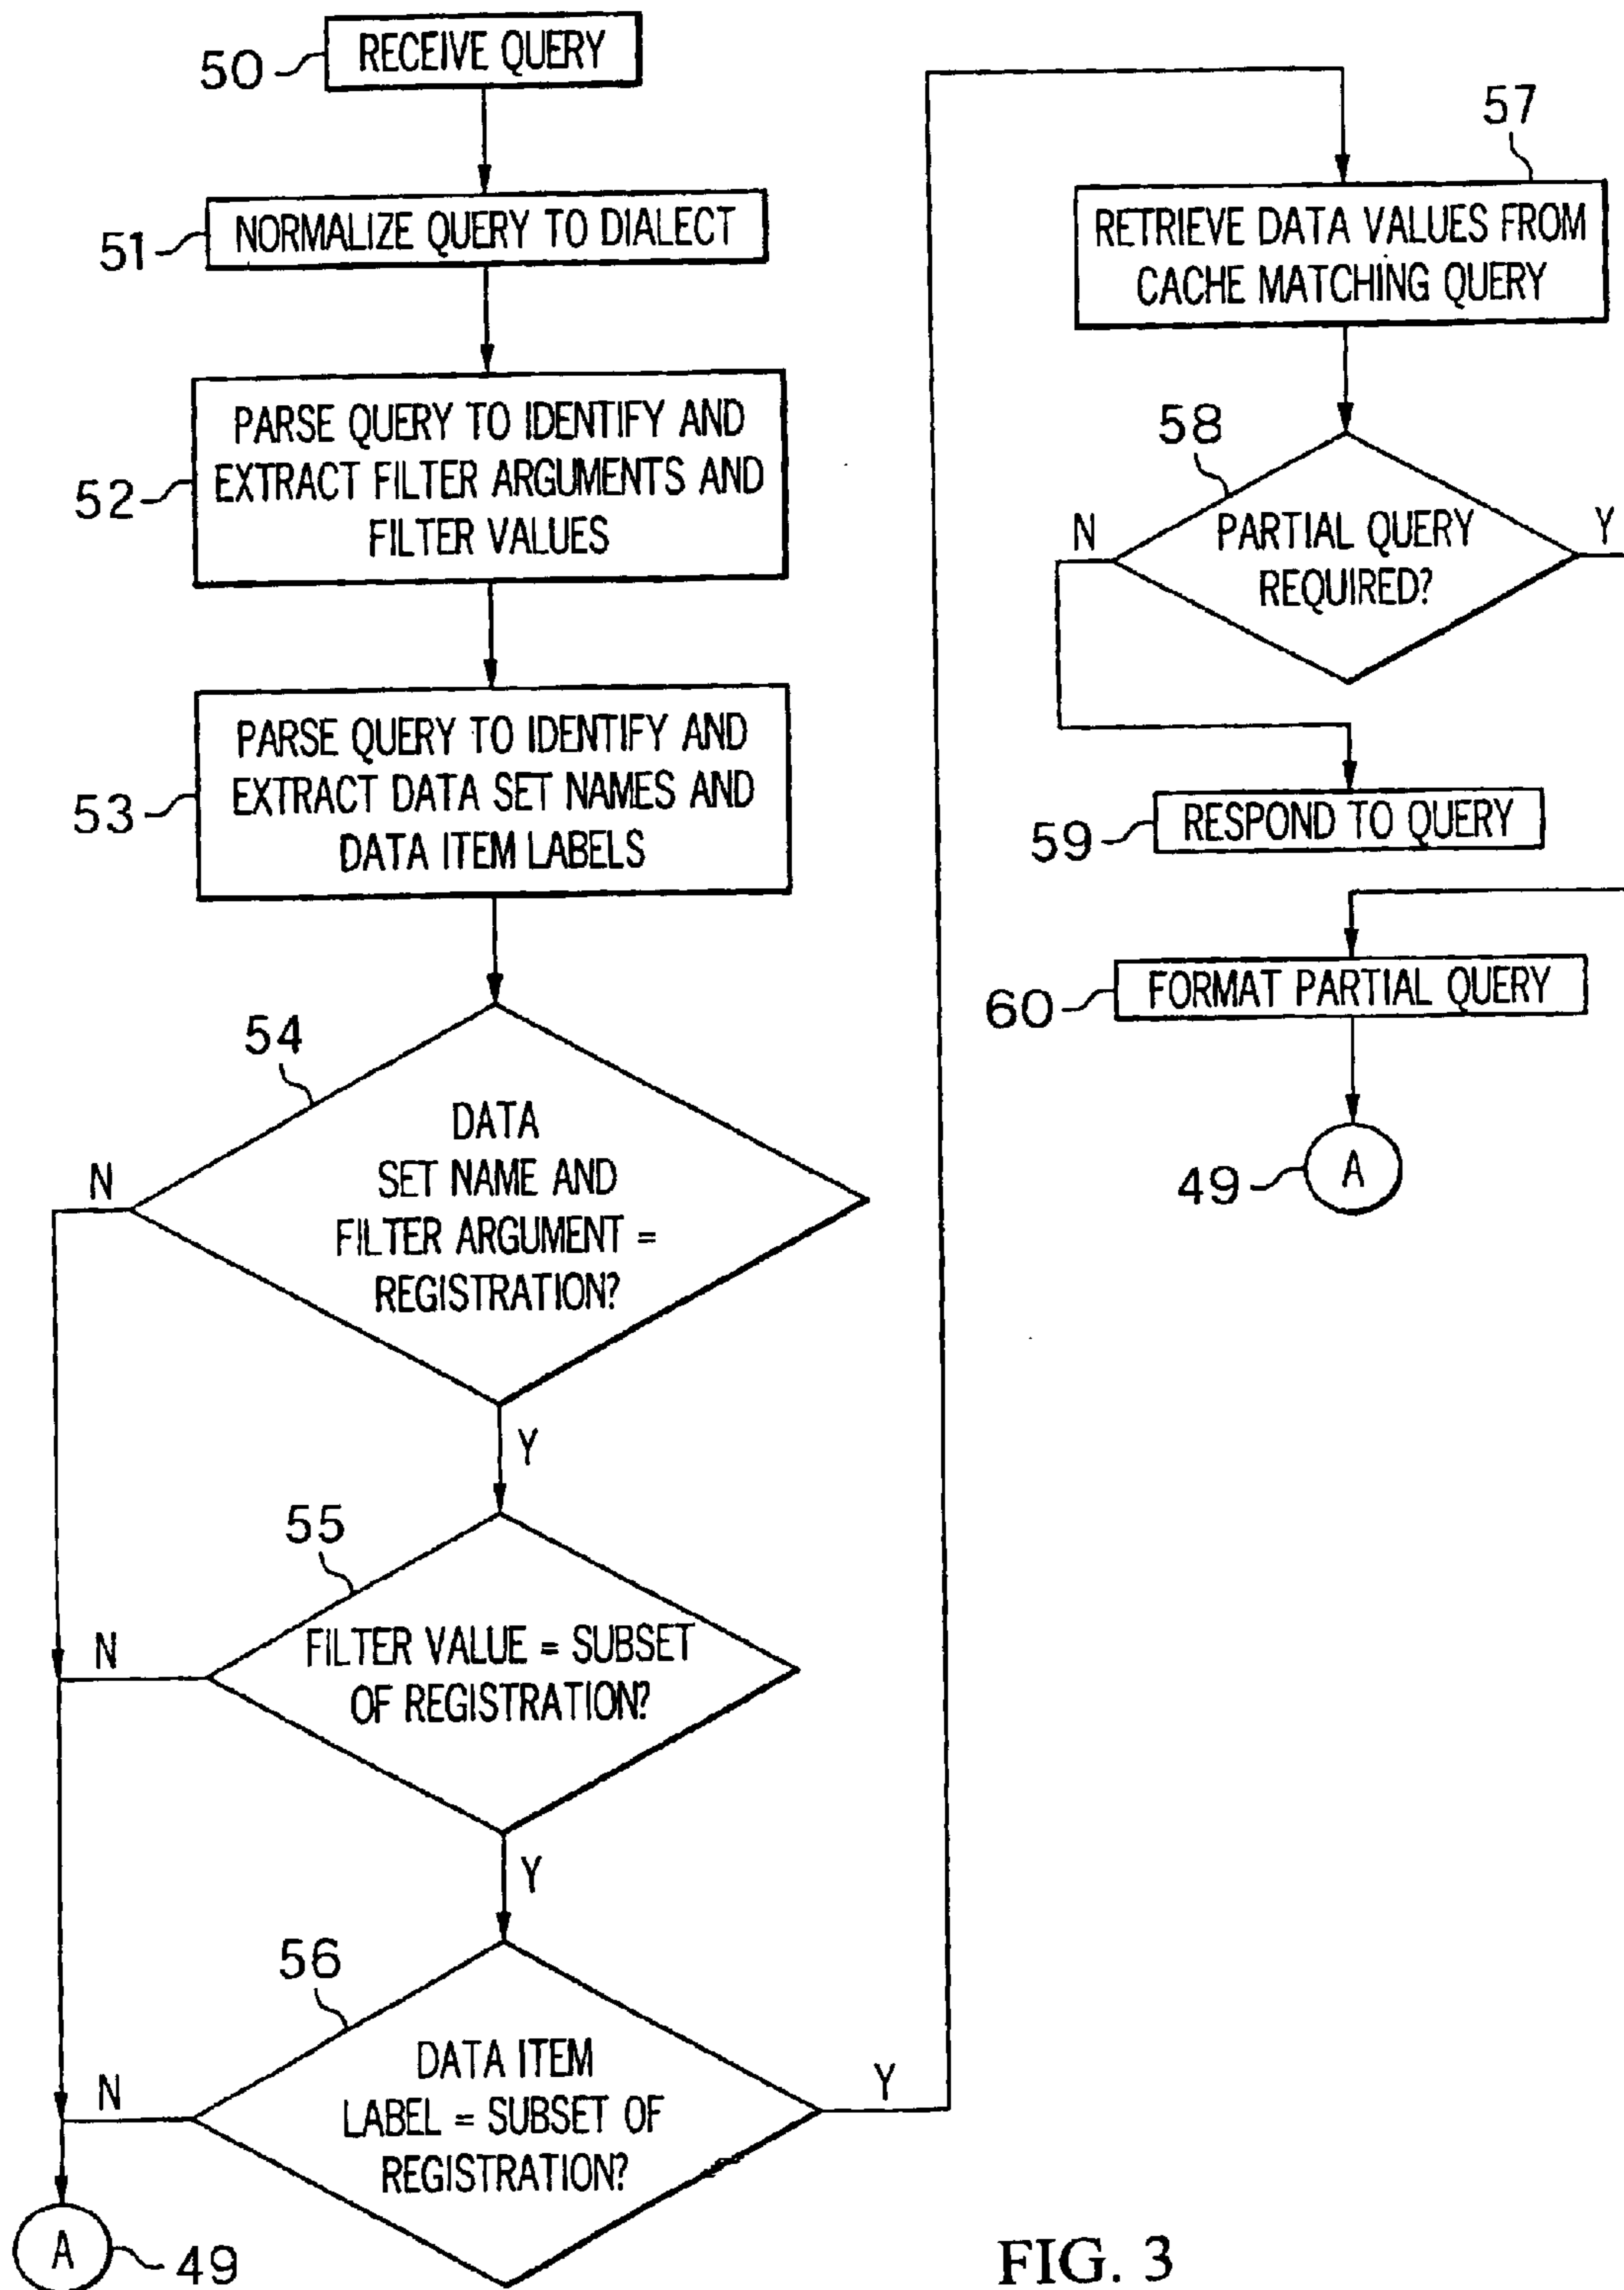 50
RECEIVE QUERY
51
NORMALIZE QUERY TO DIALECT
52
PARSE QUERY TO IDENTIFY AND
EXTRACT FILTER ARGUMENTS AND
FILTER VALUES
53
PARSE QUERY TO IDENTIFY AND
EXTRACT DATA SET NAMES AND
DATA ITEM LABELS
54
DATA
SET NAME AND
FILTER ARGUMENT =
REGISTRATION?
N
Y
55
FILTER VALUE = SUBSET
OF REGISTRATION?
N
Y
56
DATA ITEM
LABEL = SUBSET OF
REGISTRATION?
N
Y
A
49
57
RETRIEVE DATA VALUES FROM
CACHE MATCHING QUERY
58
PARTIAL QUERY
REQUIRED?
N
Y
59
RESPOND TO QUERY
60
FORMAT PARTIAL QUERY
49
A
FIG. 3